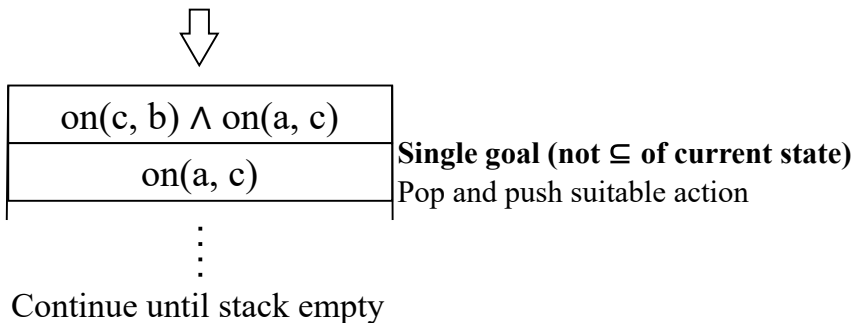 on(c, b) ∧ on(a, c)
Single goal (not ⊆ of current state)
on(a, c)
Pop and push suitable action
Continue until stack empty